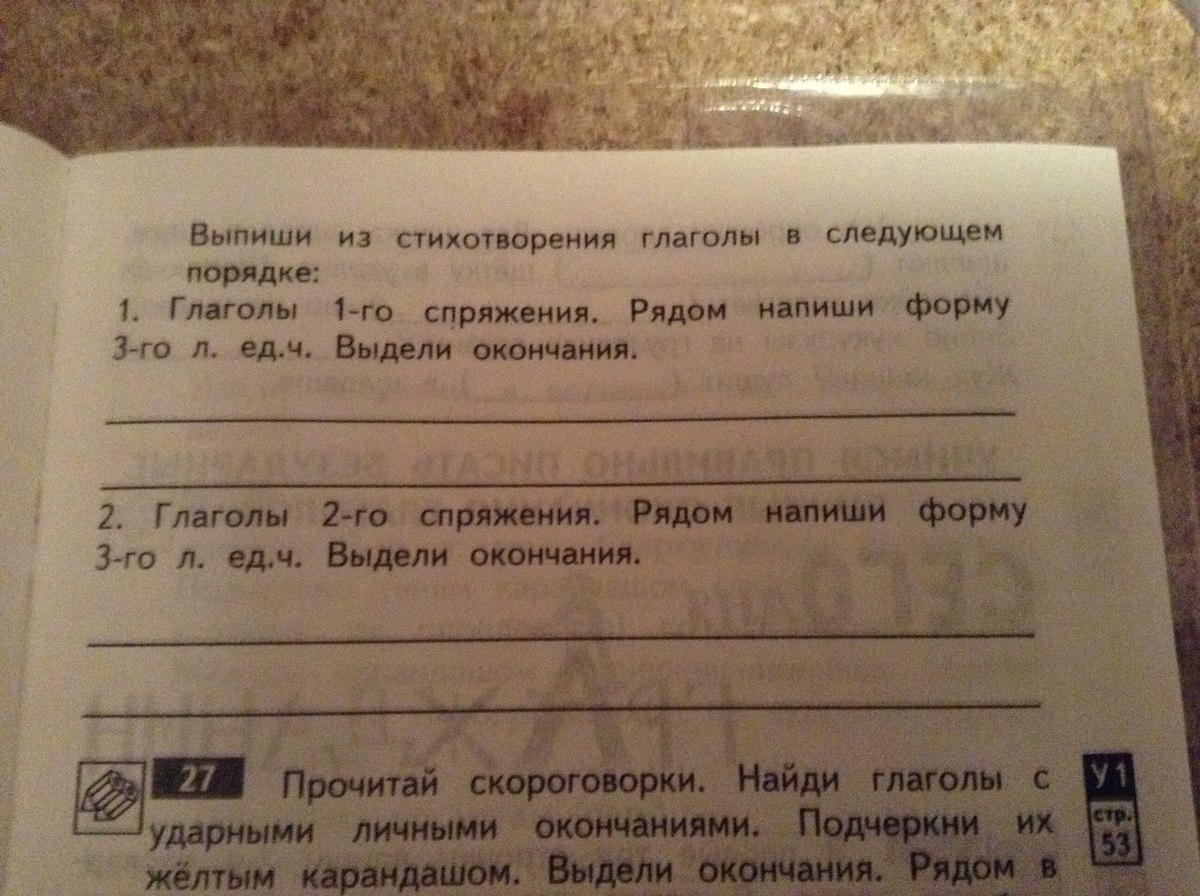 Выпиши из стихотворения глаголы в следующем
порядке:
1. Глаголы 1-го спряжения. Рядом напиши форму
3-го л. ед.ч. Выдели окончания.
2. Глаголы 2-го спряжения. Рядом напиши форму
3-го л. ед.ч. Выдели окончания.
27 Прочитай скороговорки. Найди глаголы с
ударными личными окончаниями. Подчеркни их
жёлтым карандашом. Выдели окончания. Рядом в
У 1
стр.
53